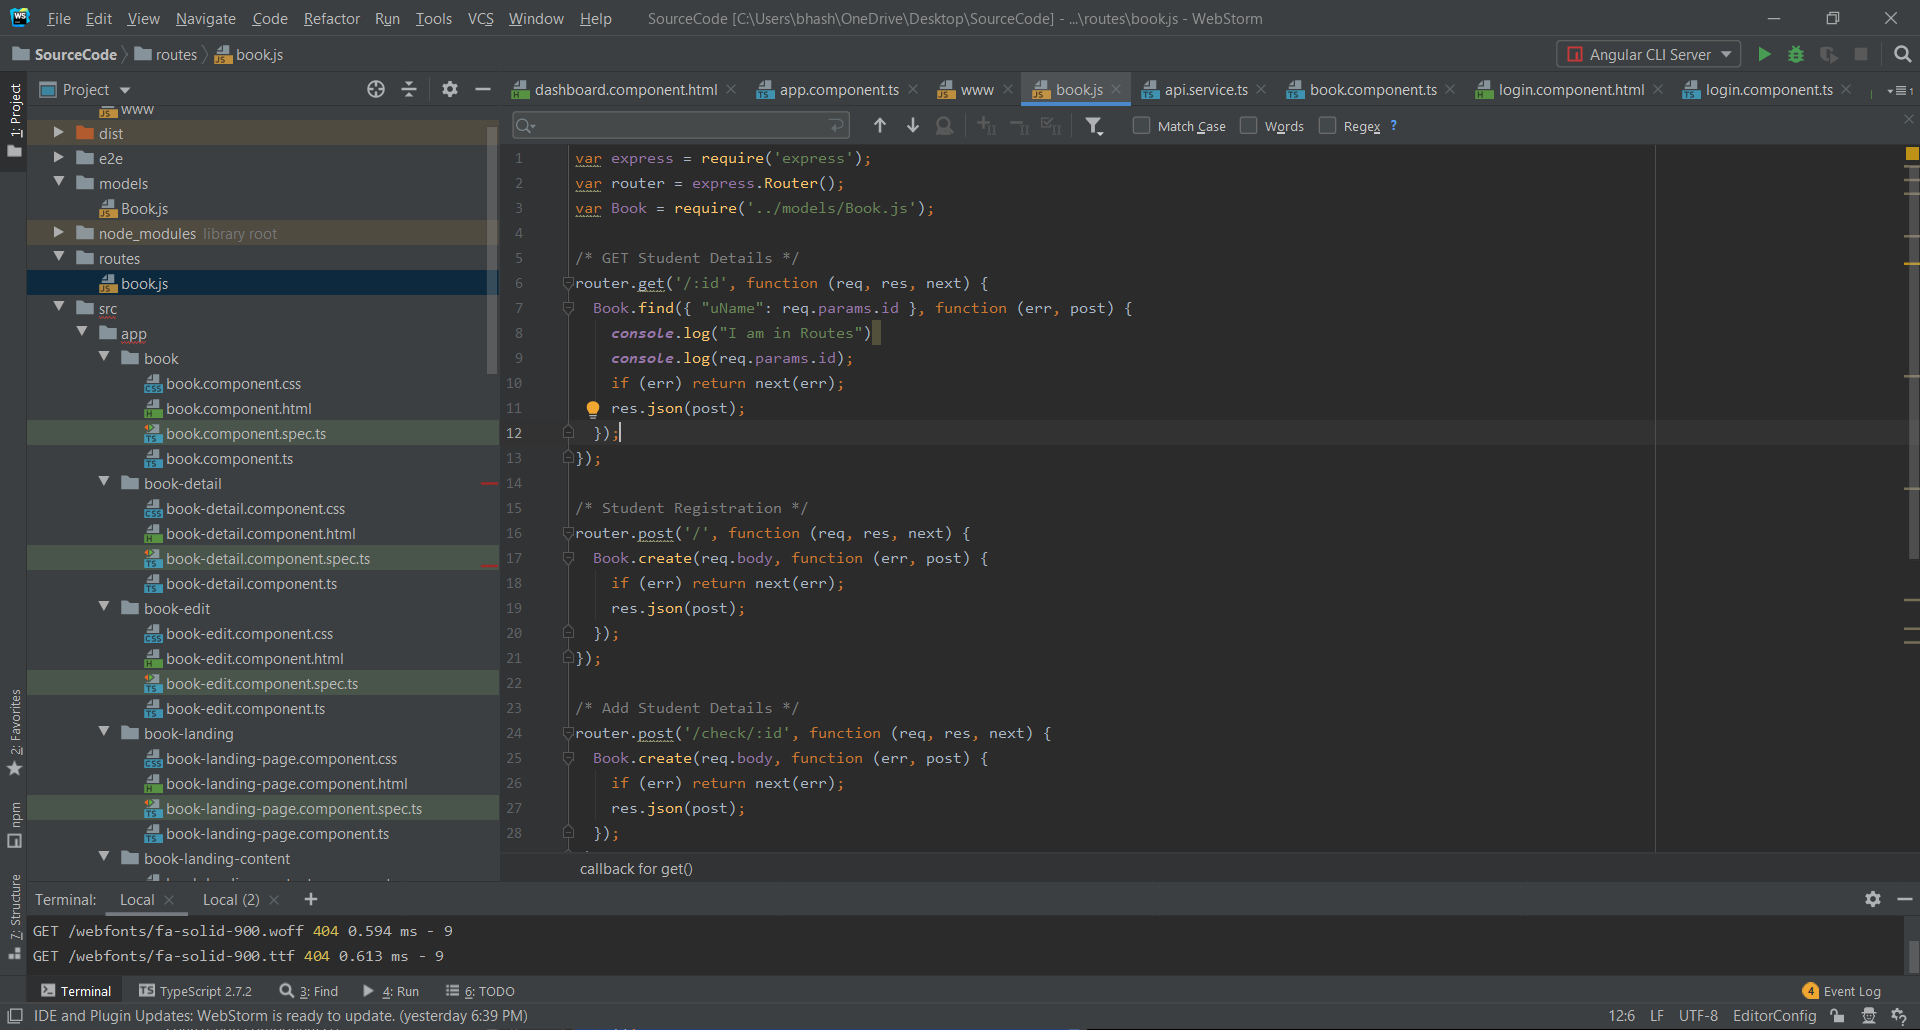 WS File Edit View Navigate Code Refactor Run Tools VCS Window Help SourceCode [C:\Users\bhash\OneDrive\Desktop\SourceCode] - ...\routes\book.js - WebStorm
SourceCode routes book.js Angular CLI Server
Project
dashboard.component.html app.component.ts www book.js api.service.ts book.component.ts login.component.html login.component.ts
Match Case Words Regex ?
1: Project
2: Favorites
npm
7: Structure
www
dist
e2e
models
Book.js
node_modules library root
routes
book.js
src
app
book
book.component.css
book.component.html
book.component.spec.ts
book.component.ts
book-detail
book-detail.component.css
book-detail.component.html
book-detail.component.spec.ts
book-detail.component.ts
book-edit
book-edit.component.css
book-edit.component.html
book-edit.component.spec.ts
book-edit.component.ts
book-landing
book-landing-page.component.css
book-landing-page.component.html
book-landing-page.component.spec.ts
book-landing-page.component.ts
book-landing-content
1 var express = require('express');
2 var router = express.Router();
3 var Book = require('../models/Book.js');
4
5 /* GET Student Details */
6 router.get('/:id', function (req, res, next) {
7 Book.find({ "uName": req.params.id }, function (err, post) {
8 console.log("I am in Routes")
9 console.log(req.params.id);
10 if (err) return next(err);
11 res.json(post);
12 });
13 });
14
15 /* Student Registration */
16 router.post('/', function (req, res, next) {
17 Book.create(req.body, function (err, post) {
18 if (err) return next(err);
19 res.json(post);
20 });
21 });
22
23 /* Add Student Details */
24 router.post('/check/:id', function (req, res, next) {
25 Book.create(req.body, function (err, post) {
26 if (err) return next(err);
27 res.json(post);
28 });
callback for get()
Terminal: Local Local (2)
GET /webfonts/fa-solid-900.woff 404 0.594 ms - 9
GET /webfonts/fa-solid-900.ttf 404 0.613 ms - 9
Terminal TypeScript 2.7.2 3: Find 4: Run 6: TODO 4 Event Log
IDE and Plugin Updates: WebStorm is ready to update. (yesterday 6:39 PM) 12:6 LF UTF-8 EditorConfig